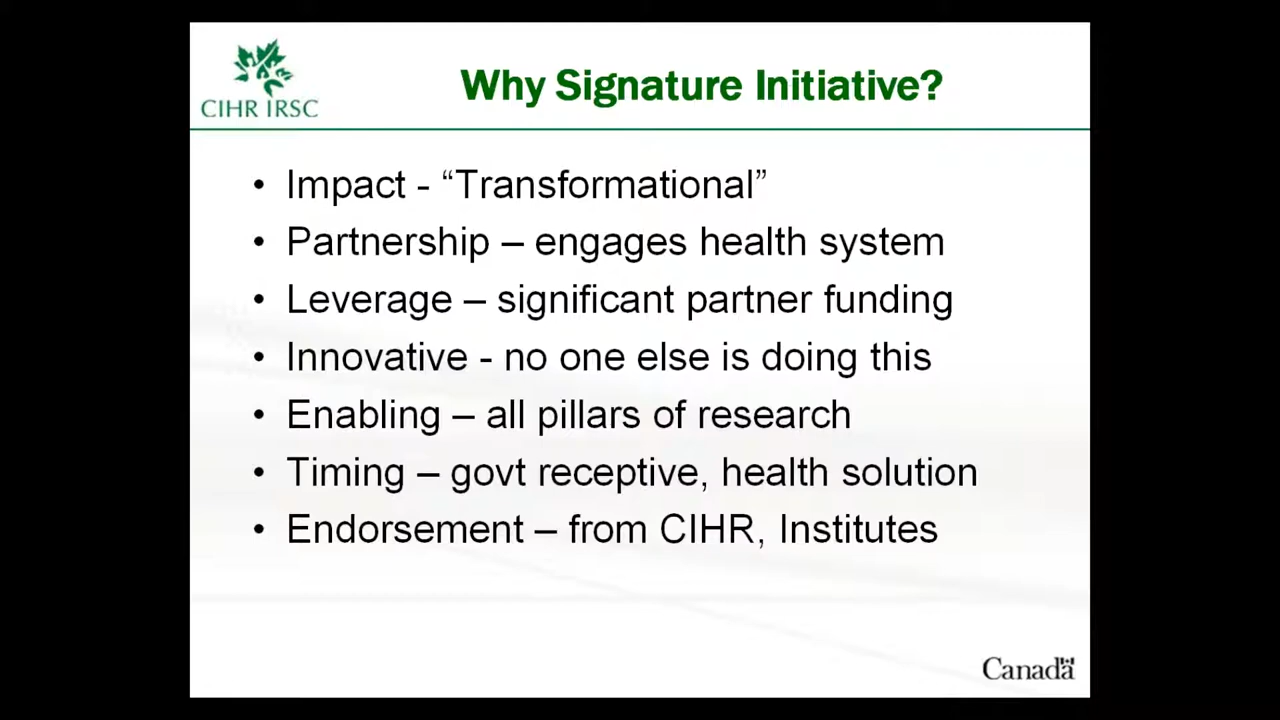 CIHR IRSC
Why Signature Initiative?
• Impact - “Transformational”
• Partnership – engages health system
• Leverage – significant partner funding
• Innovative - no one else is doing this
• Enabling – all pillars of research
• Timing – govt receptive, health solution
• Endorsement – from CIHR, Institutes
Canada